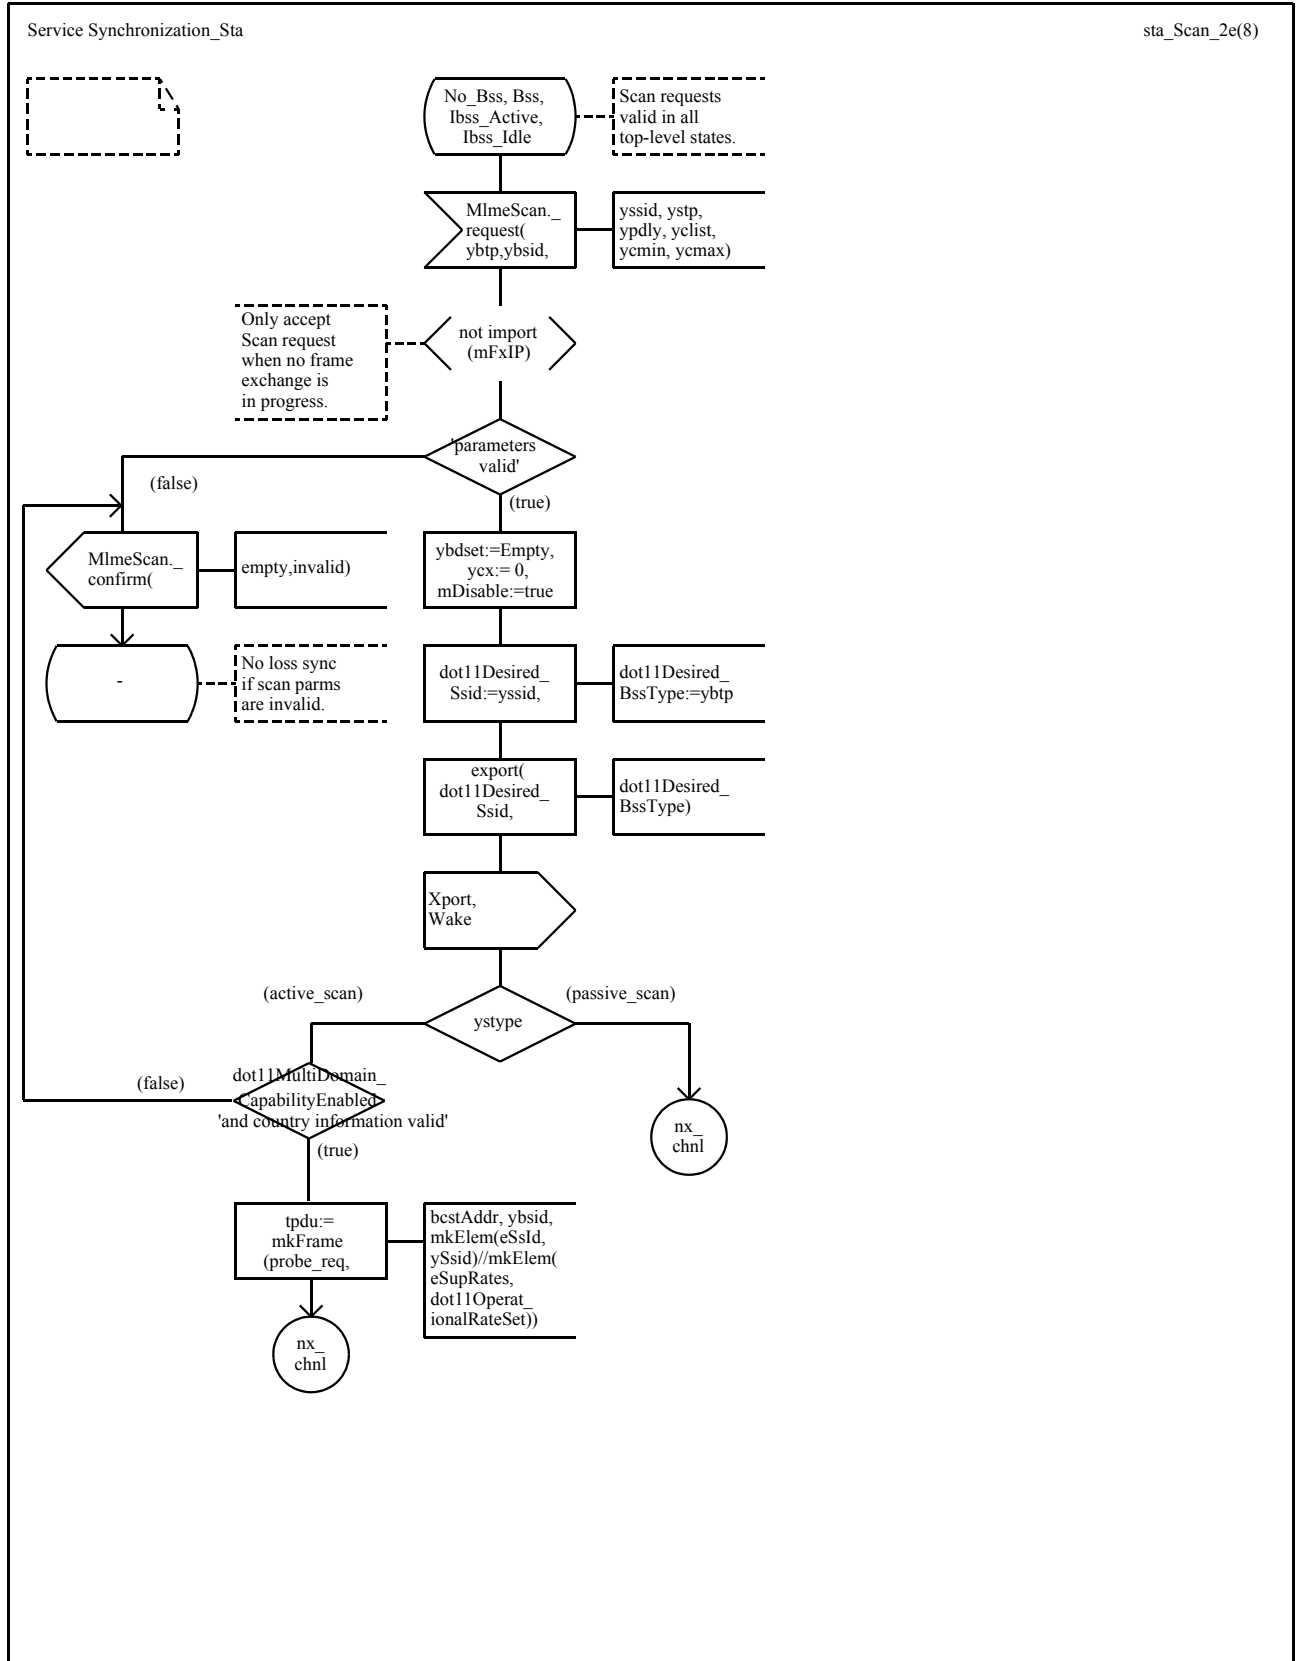 Service Synchronization_Sta
sta_Scan_2e(8)
No_Bss, Bss,
Ibss_Active,
Ibss_Idle
Scan requests
valid in all
top-level states.
MlmeScan._
request(
ybtp,ybsid,
yssid, ystp,
ypdly, yclist,
ycmin, ycmax)
Only accept
Scan request
when no frame
exchange is
in progress.
not import
(mFxIP)
'parameters
valid'
(false)
(true)
MlmeScan._
confirm(
empty,invalid)
ybdset:=Empty,
ycx:= 0,
mDisable:=true
-
No loss sync
if scan parms
are invalid.
dot11Desired_
Ssid:=yssid,
dot11Desired_
BssType:=ybtp
export(
dot11Desired_
Ssid,
dot11Desired_
BssType)
Xport,
Wake
(active_scan)
(passive_scan)
ystype
(false)
dot11MultiDomain_
CapabilityEnabled
'and country information valid'
(true)
nx_
chnl
tpdu:=
mkFrame
(probe_req,
bcstAddr, ybsid,
mkElem(eSsId,
ySsid)//mkElem(
eSupRates,
dot11Operat_
ionalRateSet))
nx_
chnl